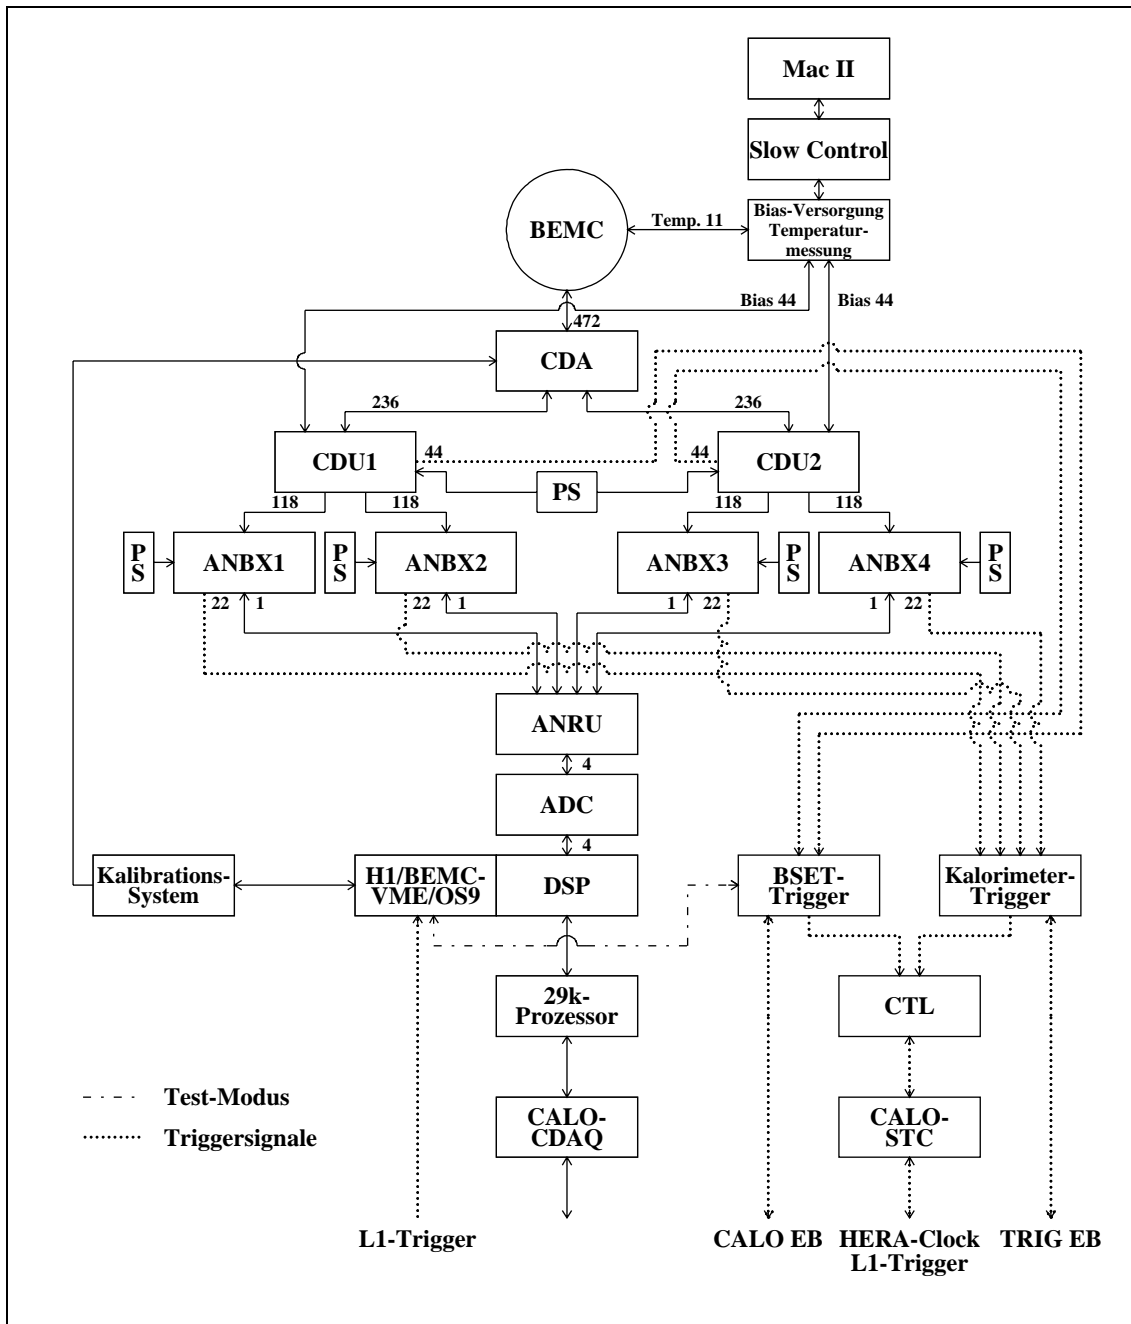 Mac II
Slow Control
Bias-Versorgung
Temperatur-
messung
BEMC
Temp. 11
Bias 44
Bias 44
472
CDA
236
236
CDU1
44
44
CDU2
PS
118
118
118
118
P
S
ANBX1
P
S
ANBX2
ANBX3
P
S
ANBX4
P
S
22
1
22
1
1
22
1
22
ANRU
4
ADC
4
Kalibrations-
System
H1/BEMC-
VME/OS9
DSP
BSET-
Trigger
Kalorimeter-
Trigger
29k-
Prozessor
CTL
Test-Modus
Triggersignale
CALO-
CDAQ
CALO-
STC
L1-Trigger
CALO EB
HERA-Clock
L1-Trigger
TRIG EB